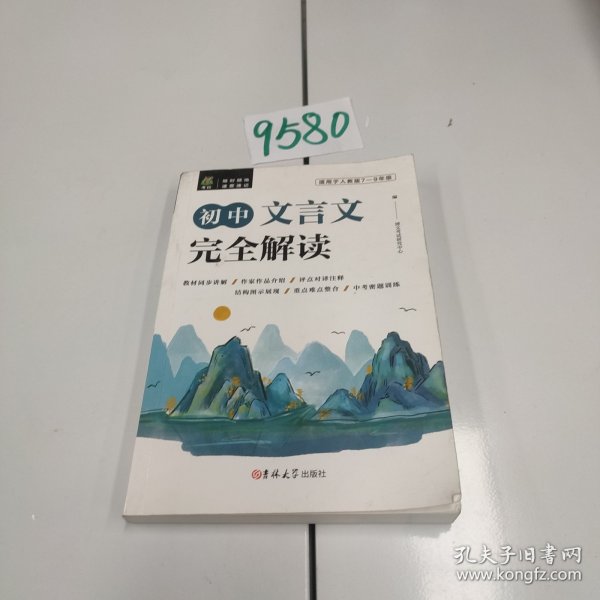 9580
适用于人教版7—9年级
初中 文言文
完全解读
教材同步讲解 / 作家作品介绍 / 评点对译注释
结构图示展现 / 重点难点整合 / 中考密题训练
吉林大学出版社
孔夫子旧书网
www.kongfz.com